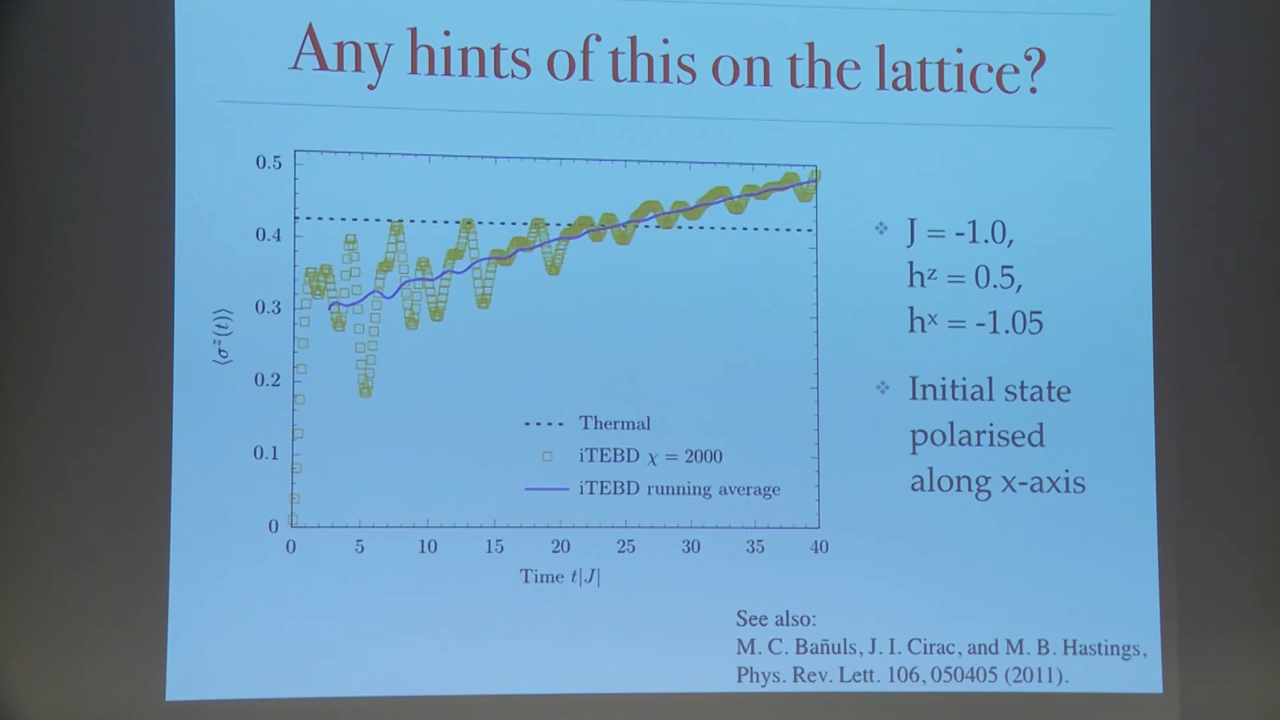 Any hints of this on the lattice?
0.5
0.4
0.3
0.2
0.1
0
⟨σᶻ(t)⟩
Thermal
iTEBD χ = 2000
iTEBD running average
0 5 10 15 20 25 30 35 40
Time t|J|
❖ J = -1.0,
hᶻ = 0.5,
hˣ = -1.05
❖ Initial state
polarised
along x-axis
See also:
M. C. Bañuls, J. I. Cirac, and M. B. Hastings,
Phys. Rev. Lett. 106, 050405 (2011).